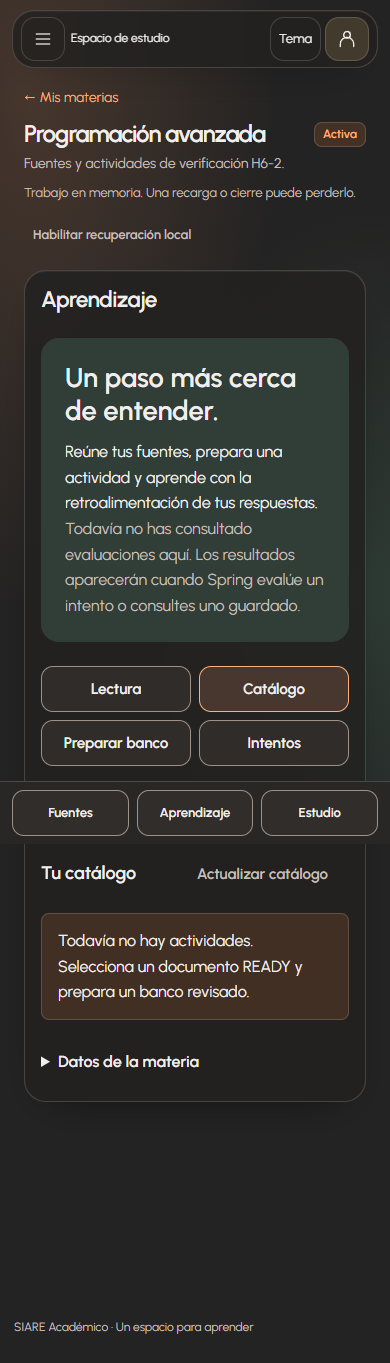 Espacio de estudio
Tema
← Mis materias
Programación avanzada
Activa
Fuentes y actividades de verificación H6-2.
Trabajo en memoria. Una recarga o cierre puede perderlo.
Habilitar recuperación local
Aprendizaje
Un paso más cerca
de entender.
Reúne tus fuentes, prepara una
actividad y aprende con la
retroalimentación de tus respuestas.
Todavía no has consultado
evaluaciones aquí. Los resultados
aparecerán cuando Spring evalúe un
intento o consultes uno guardado.
Lectura
Catálogo
Preparar banco
Intentos
Fuentes
Aprendizaje
Estudio
Tu catálogo
Actualizar catálogo
Todavía no hay actividades.
Selecciona un documento READY y
prepara un banco revisado.
Datos de la materia
SIARE Académico · Un espacio para aprender